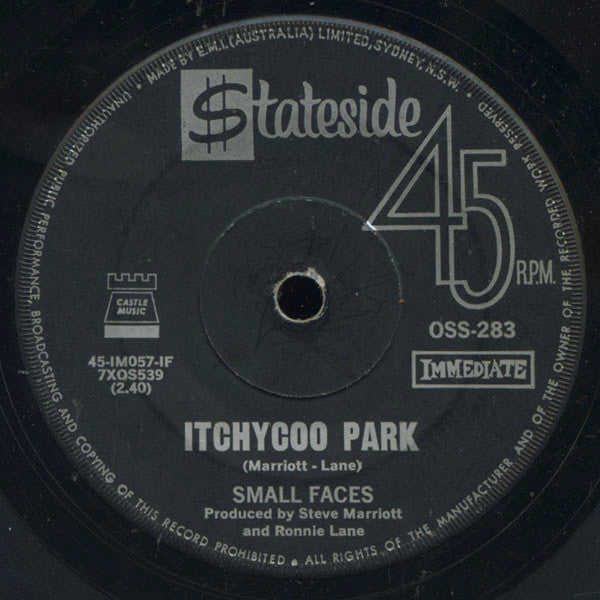 MADE BY E.M.I. (AUSTRALIA) LIMITED, SYDNEY, N.S.W. •
UNAUTHORIZED PUBLIC PERFORMANCE, BROADCASTING AND COPYING OF THIS RECORD PROHIBITED • ALL RIGHTS OF THE MANUFACTURER AND OF THE OWNER OF THE RECORDED WORK RESERVED
$tateside
45
R.P.M.
CASTLE
MUSIC
OSS-283
45-IM057-IF
7XOS539
(2.40)
IMMEDIATE
ITCHYCOO PARK
(Marriott - Lane)
SMALL FACES
Produced by Steve Marriott
and Ronnie Lane